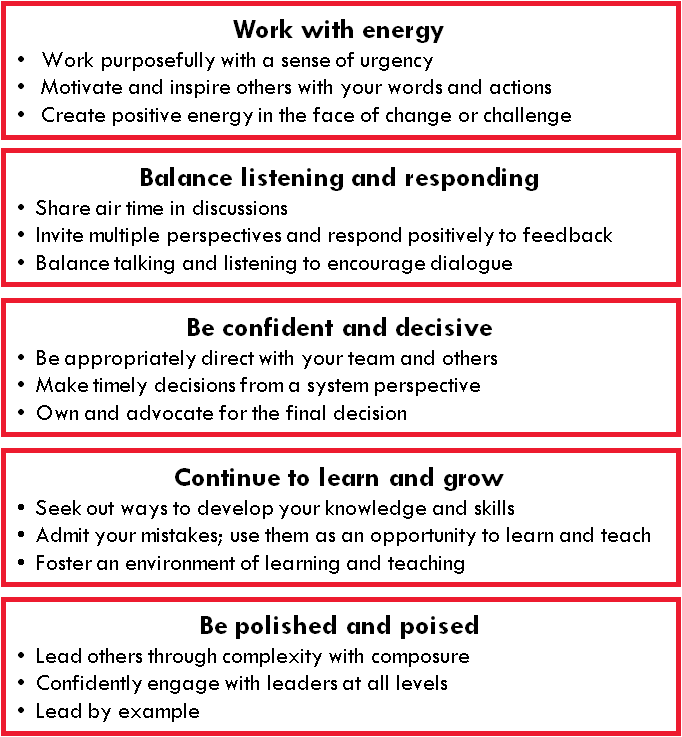 Work with energy
• Work purposefully with a sense of urgency
• Motivate and inspire others with your words and actions
• Create positive energy in the face of change or challenge
Balance listening and responding
• Share air time in discussions
• Invite multiple perspectives and respond positively to feedback
• Balance talking and listening to encourage dialogue
Be confident and decisive
• Be appropriately direct with your team and others
• Make timely decisions from a system perspective
• Own and advocate for the final decision
Continue to learn and grow
• Seek out ways to develop your knowledge and skills
• Admit your mistakes; use them as an opportunity to learn and teach
• Foster an environment of learning and teaching
Be polished and poised
• Lead others through complexity with composure
• Confidently engage with leaders at all levels
• Lead by example